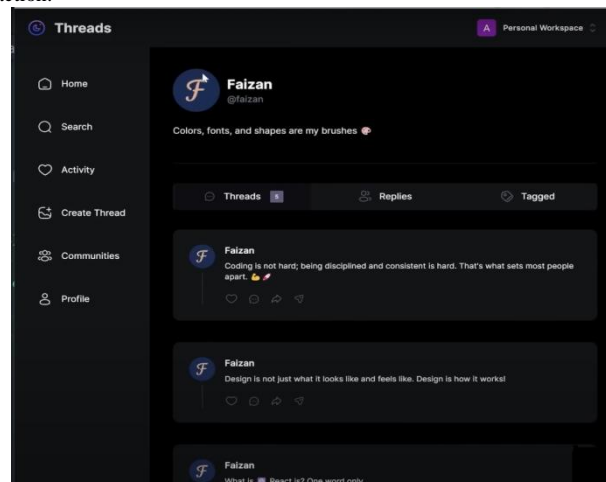 Threads
A Personal Workspace
Home
Search
Activity
Create Thread
Communities
Profile
Faizan
@faizan
Colors, fonts, and shapes are my brushes 🎨
Threads 5
Replies
Tagged
Faizan
Coding is not hard; being disciplined and consistent is hard. That's what sets most people
apart. 💪 🚀
Faizan
Design is not just what it looks like and feels like. Design is how it works!
Faizan
What is ⚛️ React js? One word only